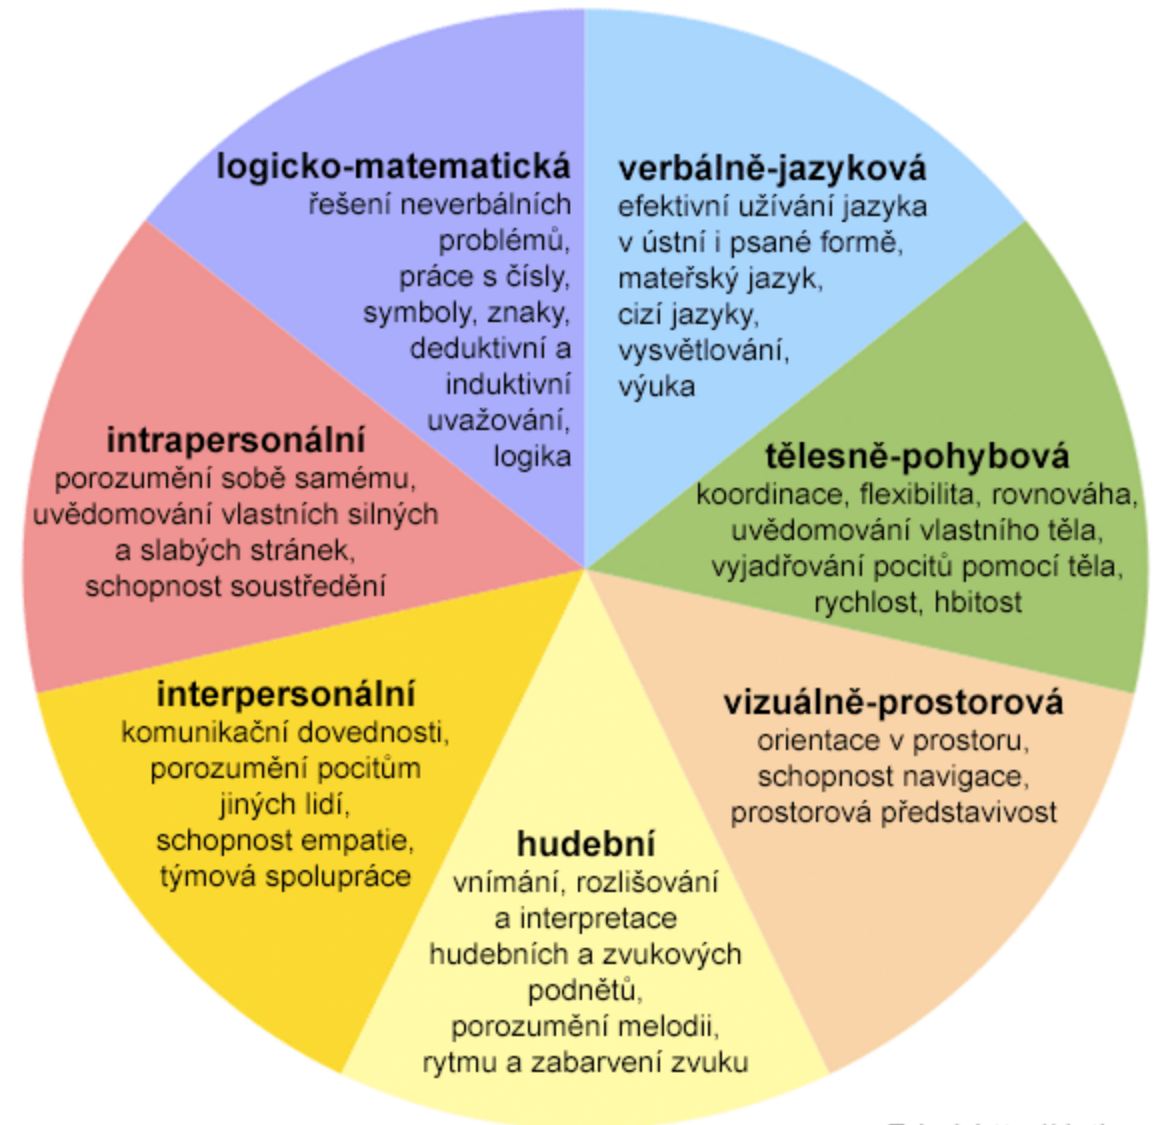 logicko-matematická
řešení neverbálních
problémů,
práce s čísly,
symboly, znaky,
deduktivní a
induktivní
uvažování,
logika
verbálně-jazyková
efektivní užívání jazyka
v ústní i psané formě,
mateřský jazyk,
cizí jazyky,
vysvětlování,
výuka
tělesně-pohybová
koordinace, flexibilita, rovnováha,
uvědomování vlastního těla,
vyjadřování pocitů pomocí těla,
rychlost, hbitost
vizuálně-prostorová
orientace v prostoru,
schopnost navigace,
prostorová představivost
hudební
vnímání, rozlišování
a interpretace
hudebních a zvukových
podnětů,
porozumění melodii,
rytmu a zabarvení zvuku
interpersonální
komunikační dovednosti,
porozumění pocitům
jiných lidí,
schopnost empatie,
týmová spolupráce
intrapersonální
porozumění sobě samému,
uvědomování vlastních silných
a slabých stránek,
schopnost soustředění